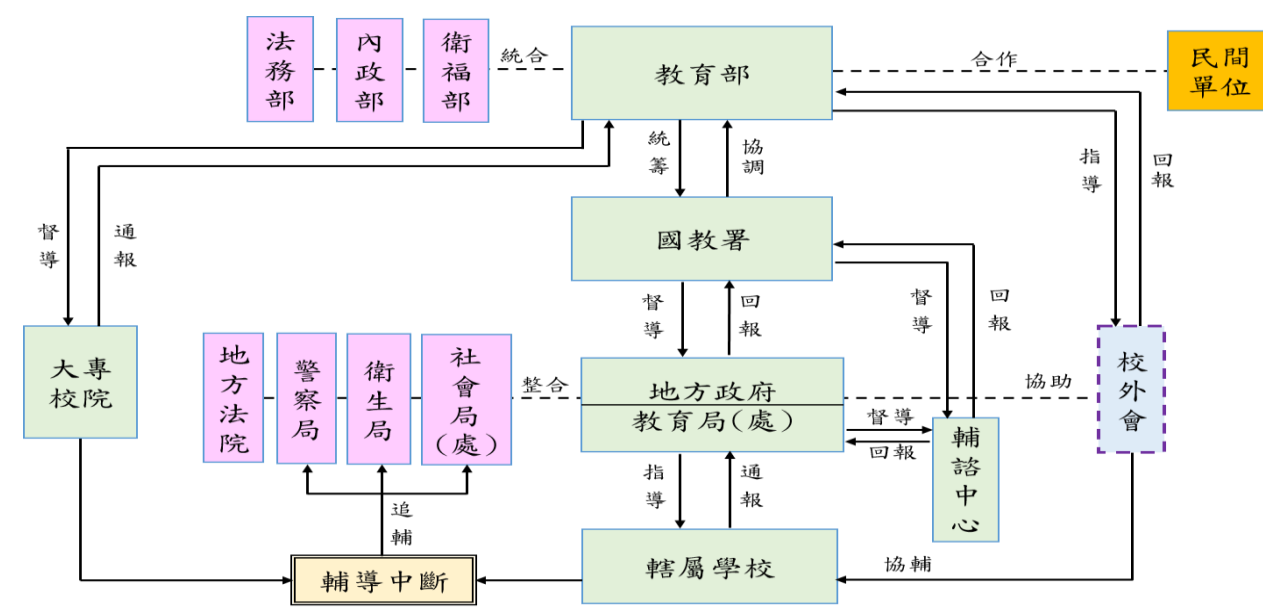 法務部
內政部
衛福部
統合
教育部
合作
民間
單位
統籌
協調
指導
回報
督導
通報
國教署
督導
回報
督導
回報
大專
校院
地方法院
警察局
衛生局
社會局(處)
整合
地方政府
教育局(處)
協助
校外會
督導
回報
輔諮中心
指導
通報
追輔
輔導中斷
轄屬學校
協輔